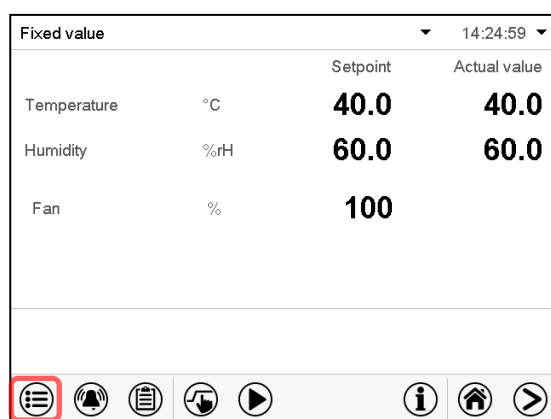 Fixed value 14:24:59
Setpoint Actual value
Temperature °C 40.0 40.0
Humidity %rH 60.0 60.0
Fan % 100